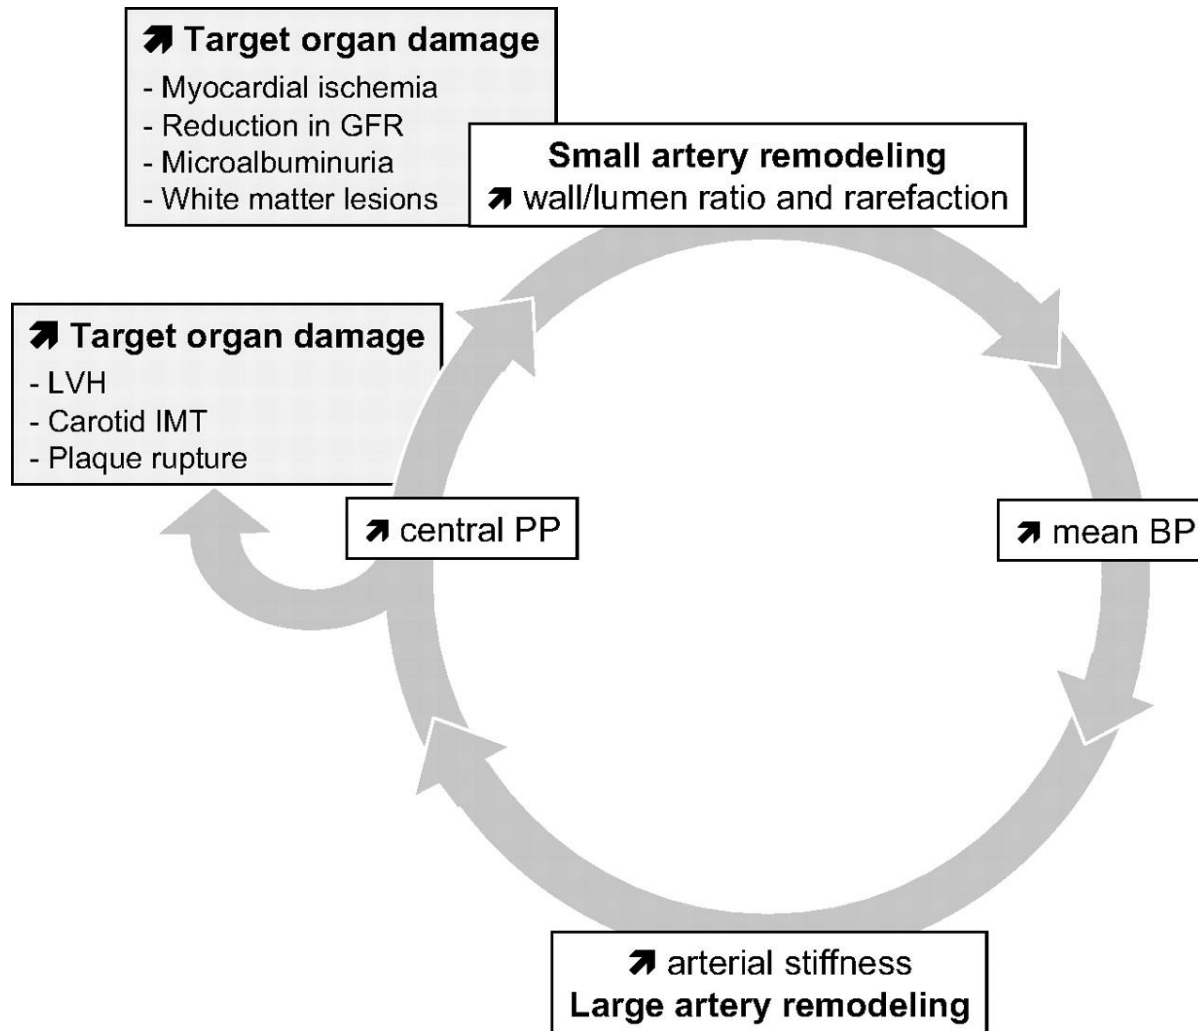 ⬈ Target organ damage
- Myocardial ischemia
- Reduction in GFR
- Microalbuminuria
- White matter lesions
Small artery remodeling
⬈ wall/lumen ratio and rarefaction
⬈ Target organ damage
- LVH
- Carotid IMT
- Plaque rupture
⬈ central PP
⬈ mean BP
⬈ arterial stiffness
Large artery remodeling